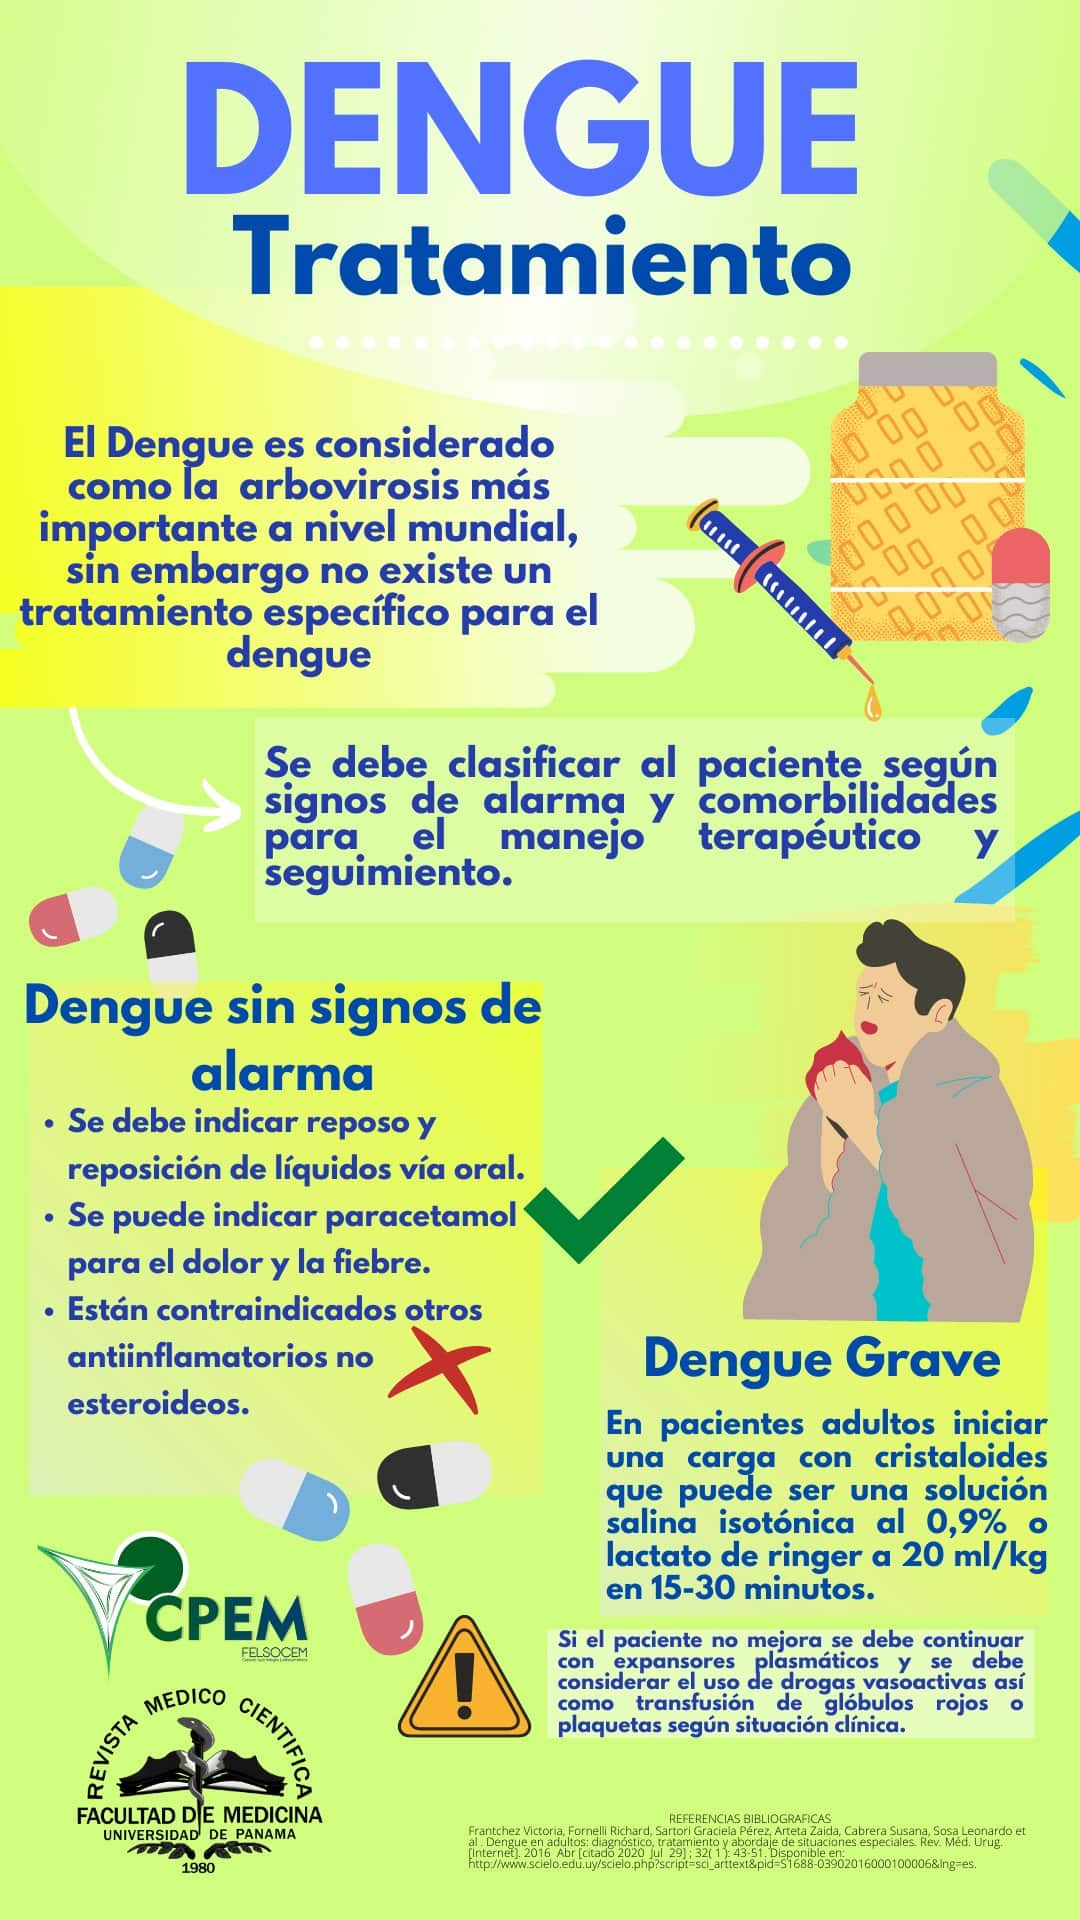 DENGUE
Tratamiento
El Dengue es considerado
como la arbovirosis más
importante a nivel mundial,
sin embargo no existe un
tratamiento específico para el
dengue
Se debe clasificar al paciente según
signos de alarma y comorbilidades
para el manejo terapéutico y
seguimiento.
Dengue sin signos de
alarma
• Se debe indicar reposo y
reposición de líquidos vía oral.
• Se puede indicar paracetamol
para el dolor y la fiebre.
• Están contraindicados otros
antiinflamatorios no
esteroideos.
Dengue Grave
En pacientes adultos iniciar
una carga con cristaloides
que puede ser una solución
salina isotónica al 0,9% o
lactato de ringer a 20 ml/kg
en 15-30 minutos.
Si el paciente no mejora se debe continuar
con expansores plasmáticos y se debe
considerar el uso de drogas vasoactivas así
como transfusión de glóbulos rojos o
plaquetas según situación clínica.
CPEM
FELSOCEM
REVISTA MEDICO CIENTIFICA
FACULTAD DE MEDICINA
UNIVERSIDAD DE PANAMA
1980
REFERENCIAS BIBLIOGRAFICAS
Frantchez Victoria, Fornelli Richard, Sartori Graciela Pérez, Arteta Zaida, Cabrera Susana, Sosa Leonardo et
al . Dengue en adultos: diagnóstico, tratamiento y abordaje de situaciones especiales. Rev. Méd. Urug.
[Internet]. 2016 Abr [citado 2020 Jul 29] ; 32( 1 ): 43-51. Disponible en:
http://www.scielo.edu.uy/scielo.php?script=sci_arttext&pid=S1688-03902016000100006&lng=es.